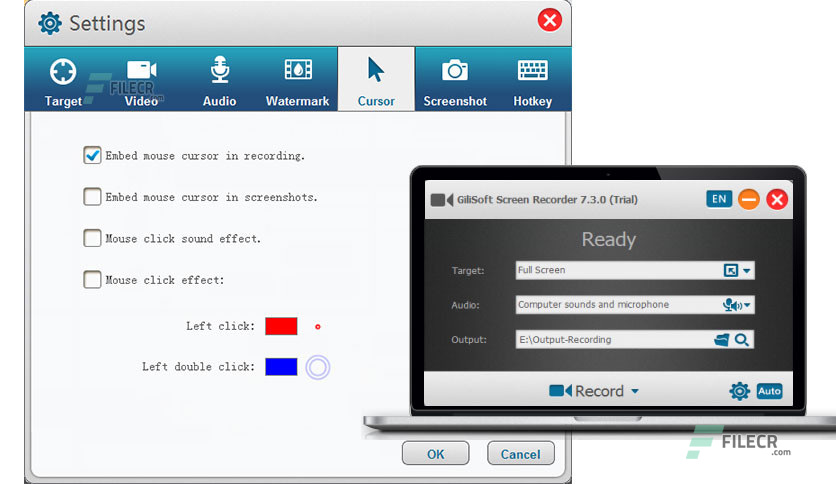 Settings
Target Video Audio Watermark Cursor Screenshot Hotkey
FILECR
.com
Embed mouse cursor in recording.
Embed mouse cursor in screenshots.
Mouse click sound effect.
Mouse click effect:
Left click:
Left double click:
OK Cancel
GiliSoft Screen Recorder 7.3.0 (Trial) EN
Ready
Target: Full Screen
Audio: Computer sounds and microphone
Output: E:\Output-Recording
Record Auto
FILECR
.com